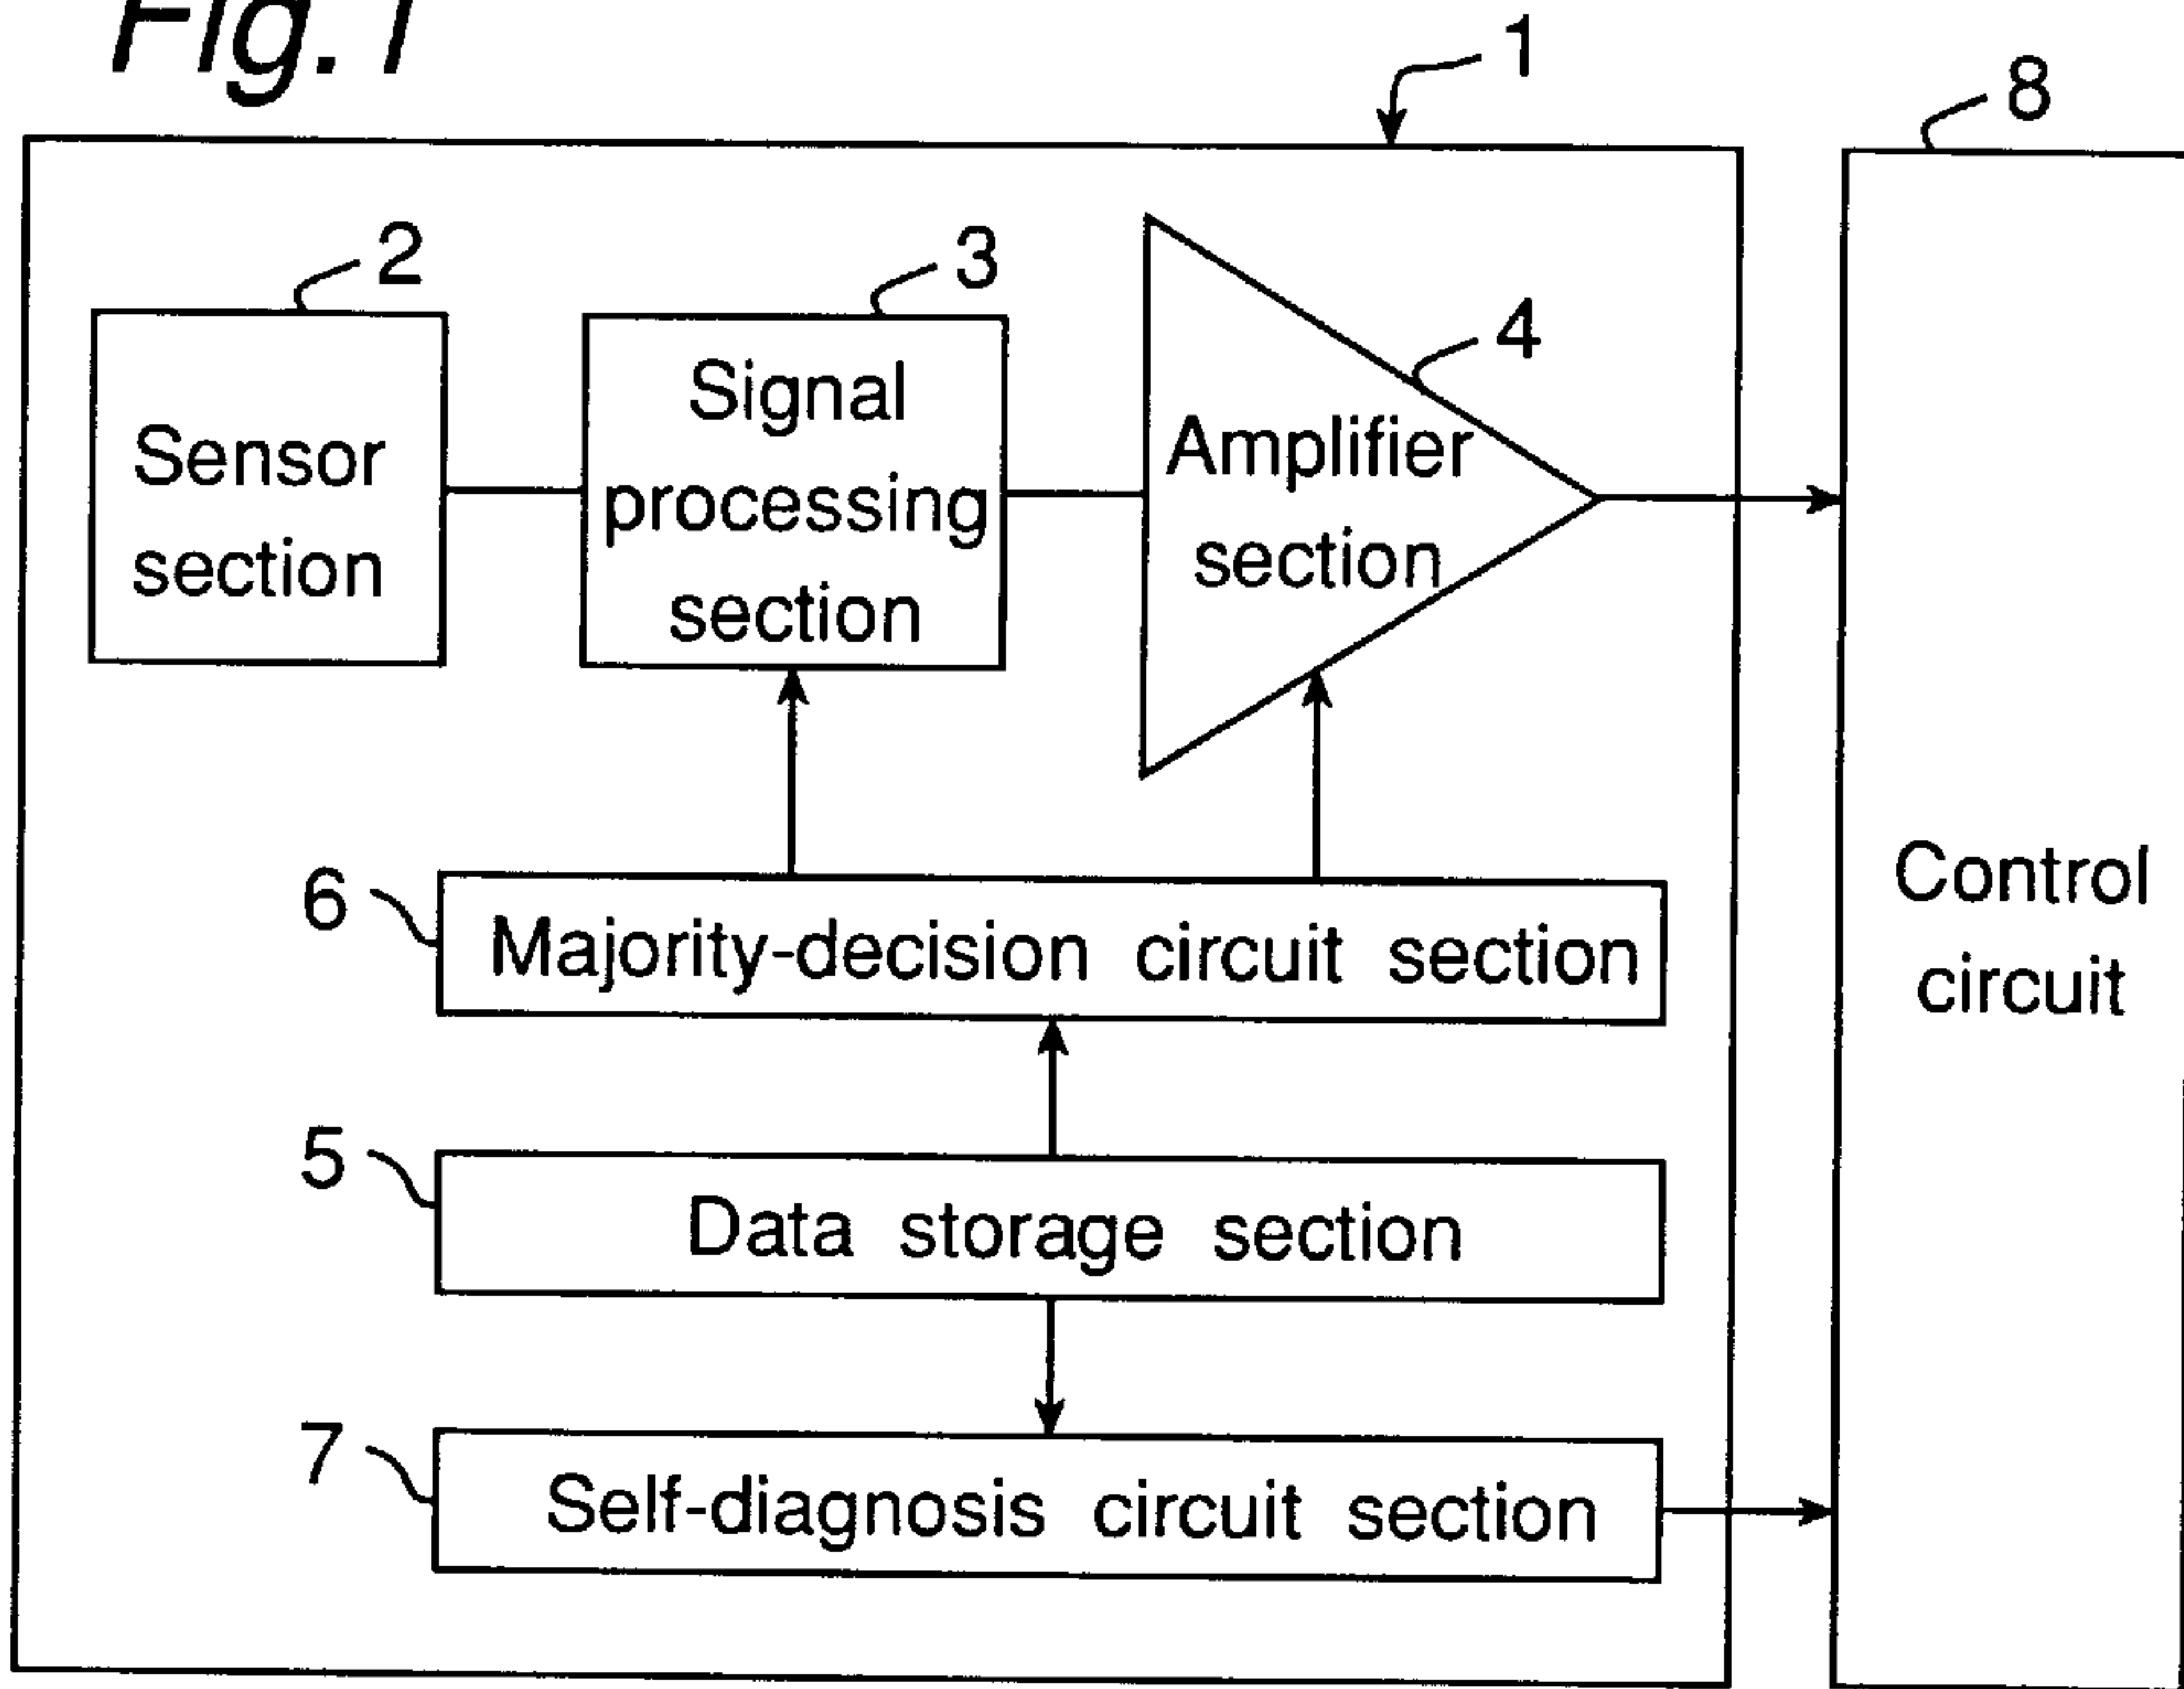 Fig.1
1
8
2
3
4
Sensor
section
Signal
processing
section
Amplifier
section
6
Majority-decision circuit section
Control
circuit
5
Data storage section
7
Self-diagnosis circuit section